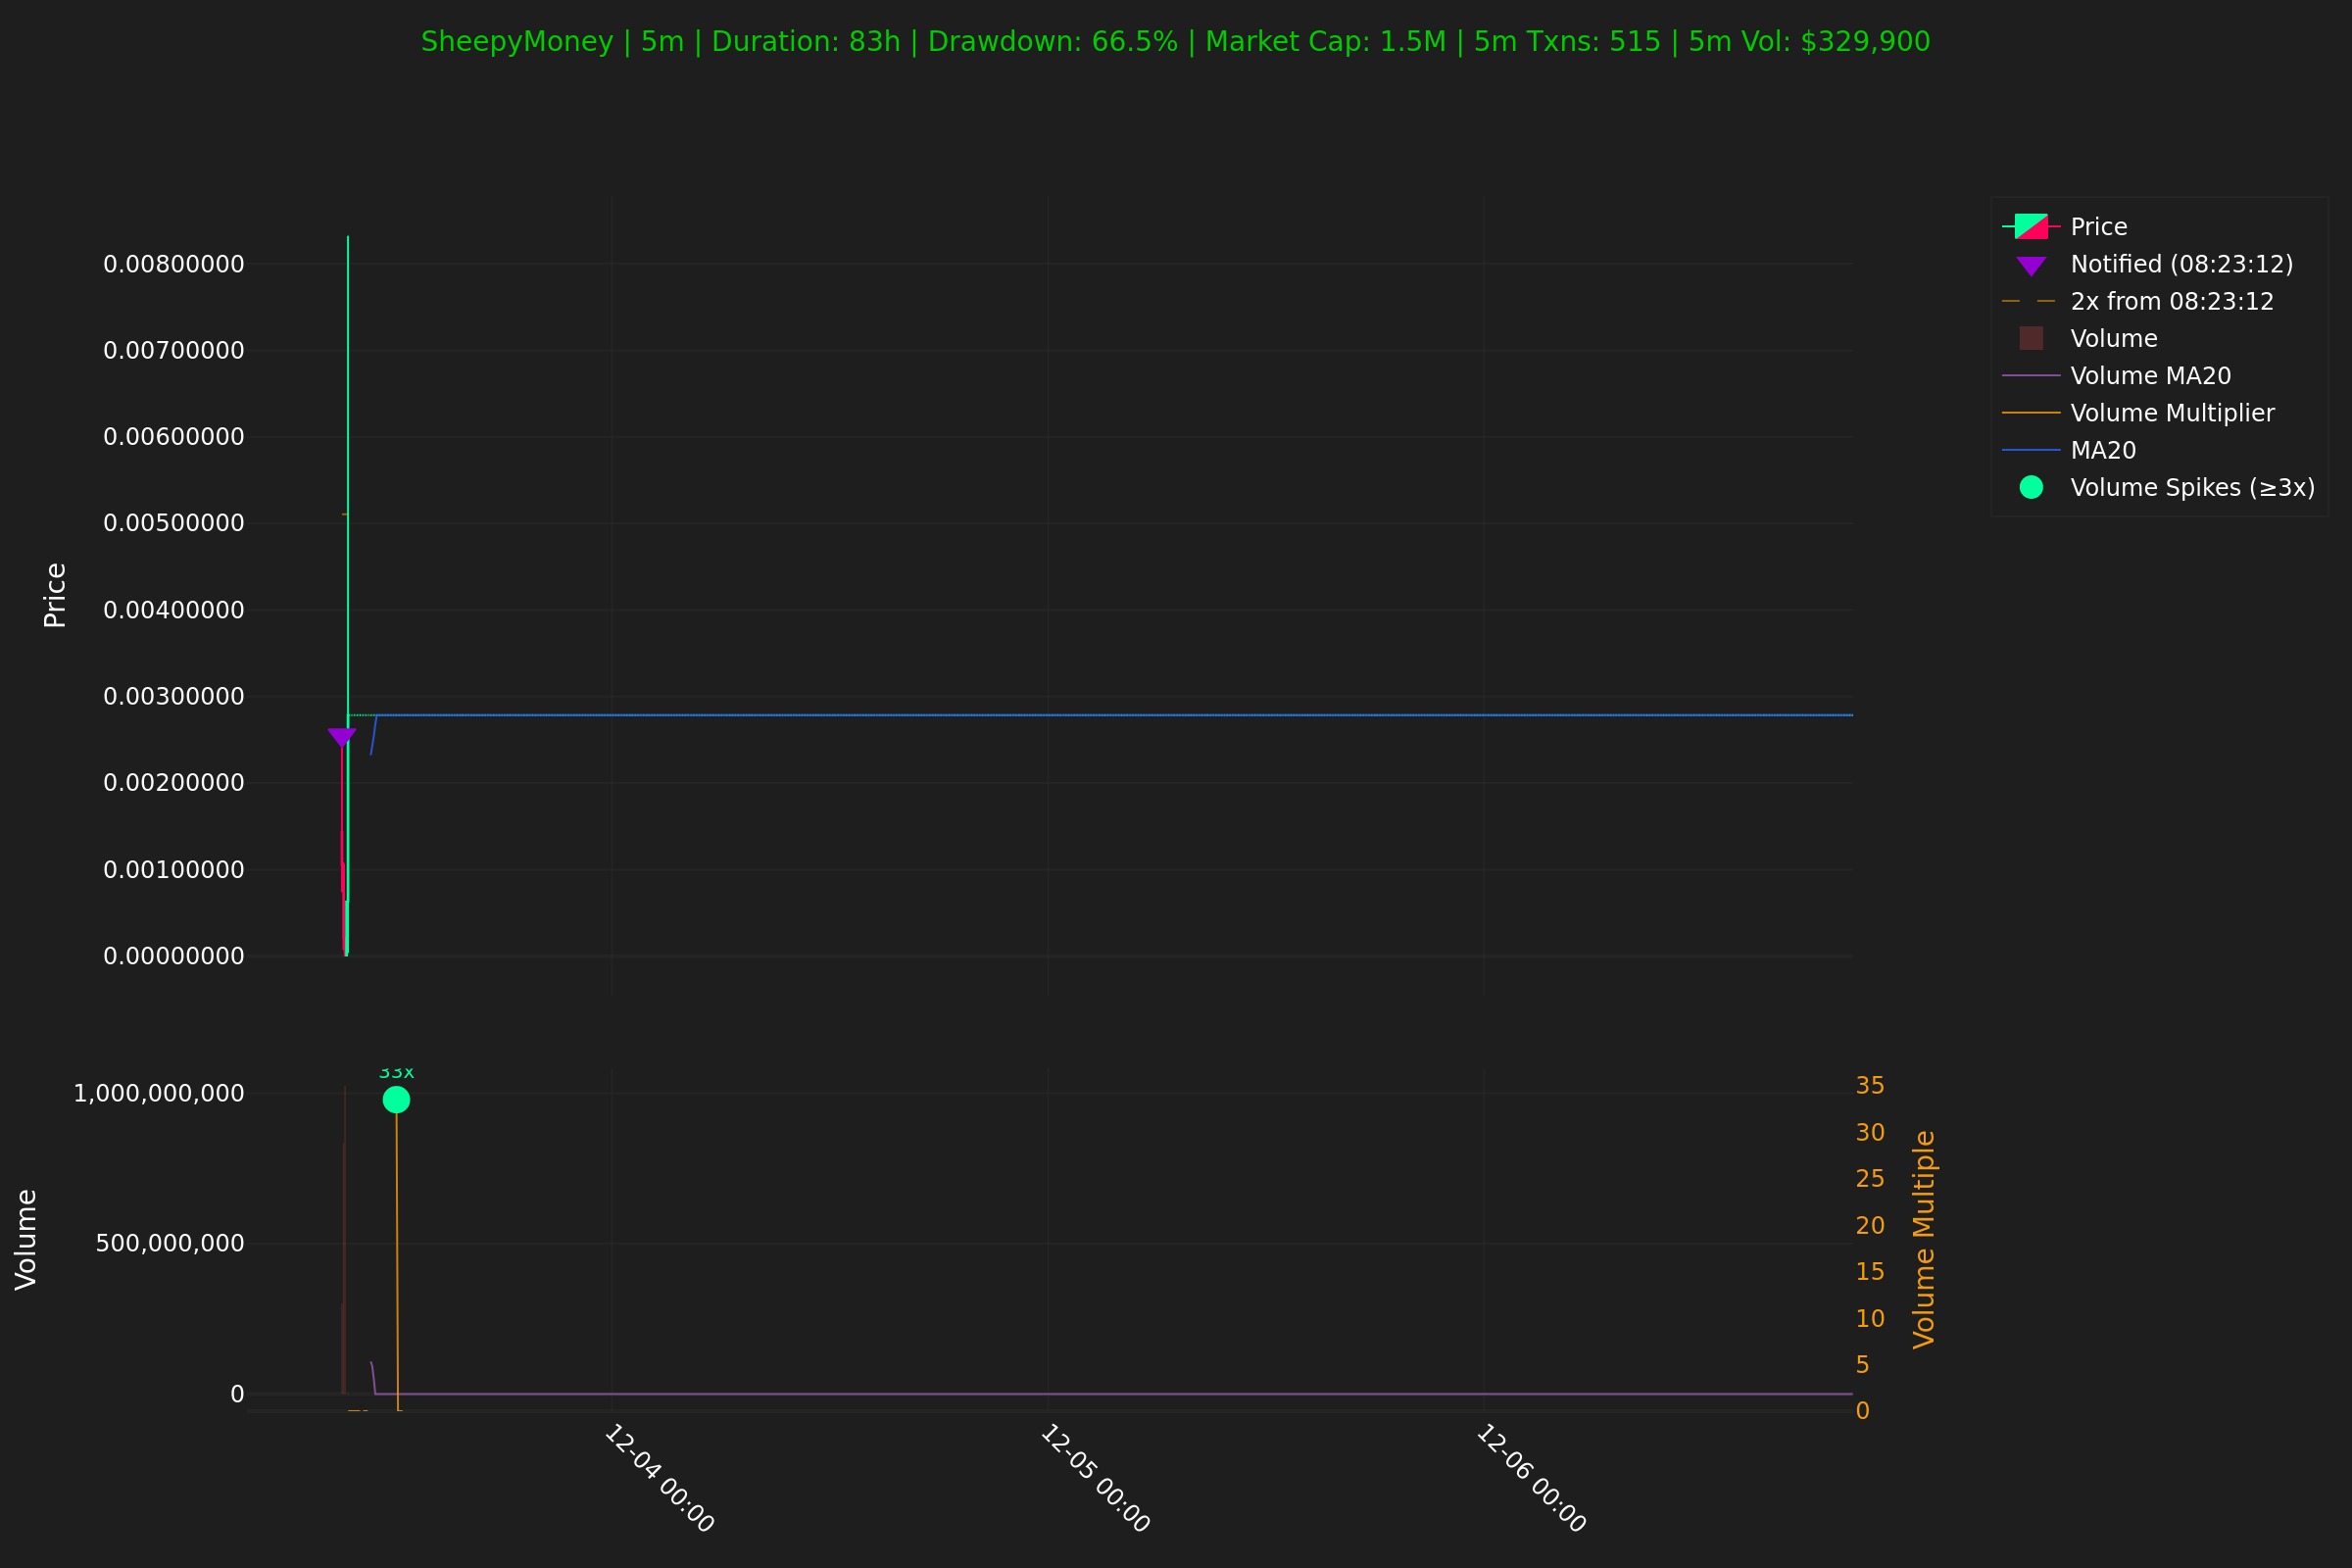 SheepyMoney | 5m | Duration: 83h | Drawdown: 66.5% | Market Cap: 1.5M | 5m Txns: 515 | 5m Vol: $329,900
Price
0.00800000
0.00700000
0.00600000
0.00500000
0.00400000
0.00300000
0.00200000
0.00100000
0.00000000
Price
Notified (08:23:12)
2x from 08:23:12
Volume
Volume MA20
Volume Multiplier
MA20
Volume Spikes (≥3x)
Volume
1,000,000,000
500,000,000
0
33x
35
30
25
20
15
10
5
0
Volume Multiple
12-04 00:00
12-05 00:00
12-06 00:00